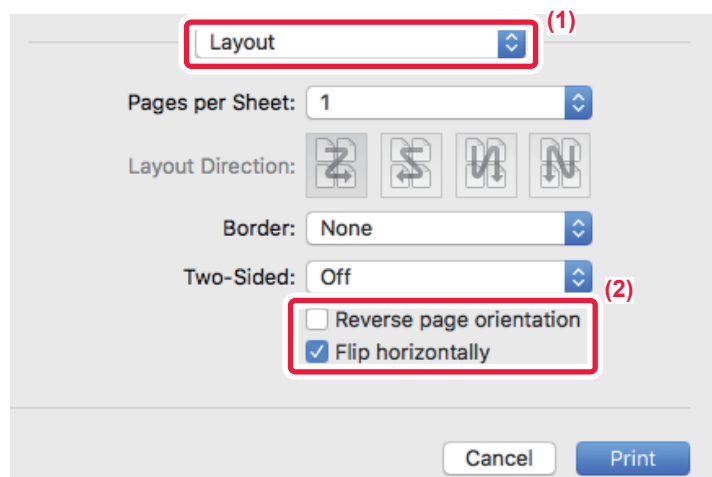 (1)
Layout
Pages per Sheet: 1
Layout Direction:
Border: None
Two-Sided: Off
(2)
Reverse page orientation
Flip horizontally
Cancel Print